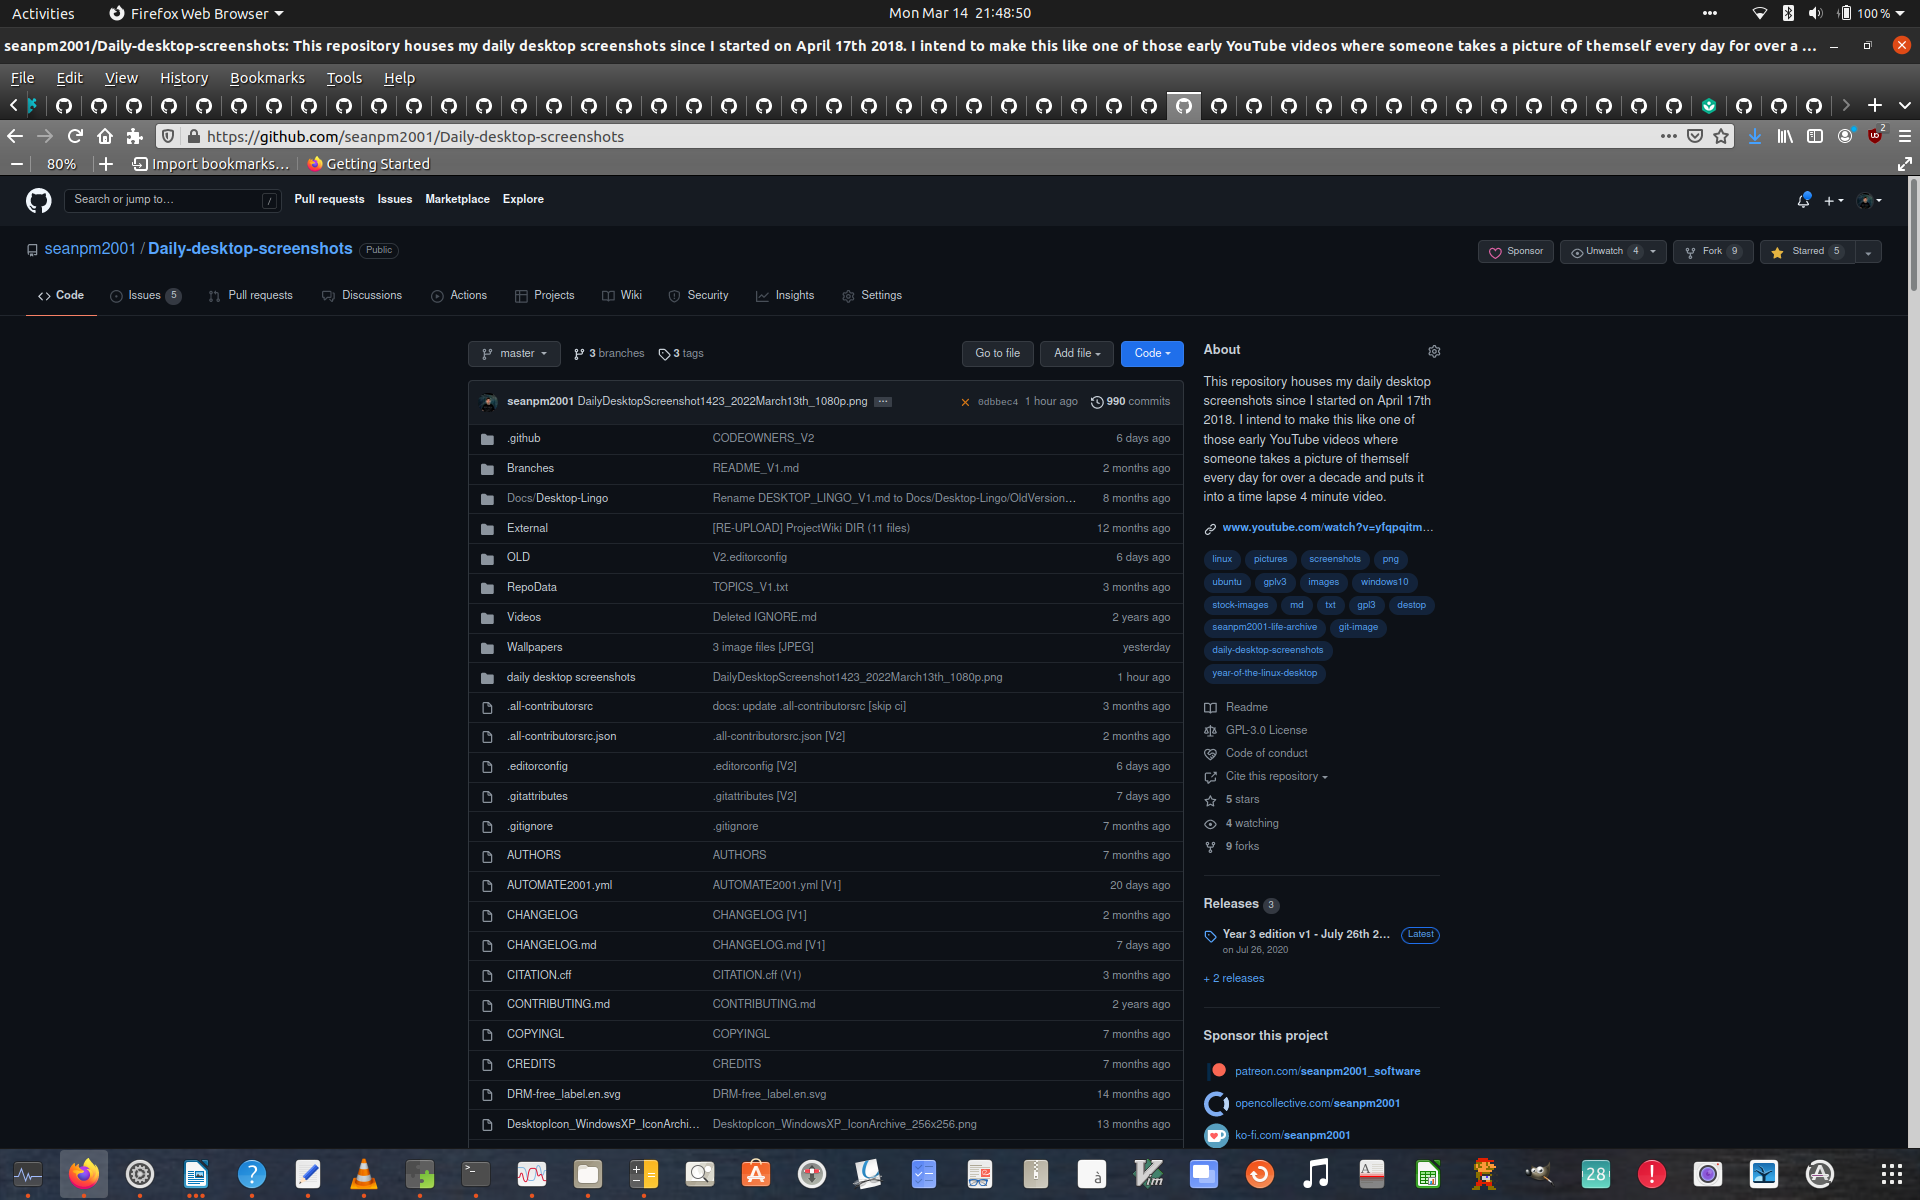 Activities Firefox Web Browser Mon Mar 14 21:48:50 100 %
seanpm2001/Daily-desktop-screenshots: This repository houses my daily desktop screenshots since I started on April 17th 2018. I intend to make this like one of those early YouTube videos where someone takes a picture of themself every day for over a ...
File Edit View History Bookmarks Tools Help
https://github.com/seanpm2001/Daily-desktop-screenshots 2
80% Import bookmarks... Getting Started
Search or jump to... / Pull requests Issues Marketplace Explore
seanpm2001 / Daily-desktop-screenshots Public Sponsor Unwatch 4 Fork 9 Starred 5
Code Issues 5 Pull requests Discussions Actions Projects Wiki Security Insights Settings
master 3 branches 3 tags Go to file Add file Code
seanpm2001 DailyDesktopScreenshot1423_2022March13th_1080p.png ... 0dbbec4 1 hour ago 990 commits
.github CODEOWNERS_V2 6 days ago
Branches README_V1.md 2 months ago
Docs/Desktop-Lingo Rename DESKTOP_LINGO_V1.md to Docs/Desktop-Lingo/OldVersion... 8 months ago
External [RE-UPLOAD] ProjectWiki DIR (11 files) 12 months ago
OLD V2.editorconfig 6 days ago
RepoData TOPICS_V1.txt 3 months ago
Videos Deleted IGNORE.md 2 years ago
Wallpapers 3 image files [JPEG] yesterday
daily desktop screenshots DailyDesktopScreenshot1423_2022March13th_1080p.png 1 hour ago
.all-contributorsrc docs: update .all-contributorsrc [skip ci] 3 months ago
.all-contributorsrc.json .all-contributorsrc.json [V2] 2 months ago
.editorconfig .editorconfig [V2] 6 days ago
.gitattributes .gitattributes [V2] 7 days ago
.gitignore .gitignore 7 months ago
AUTHORS AUTHORS 7 months ago
AUTOMATE2001.yml AUTOMATE2001.yml [V1] 20 days ago
CHANGELOG CHANGELOG [V1] 2 months ago
CHANGELOG.md CHANGELOG.md [V1] 7 days ago
CITATION.cff CITATION.cff (V1) 3 months ago
CONTRIBUTING.md CONTRIBUTING.md 2 years ago
COPYINGL COPYINGL 7 months ago
CREDITS CREDITS 7 months ago
DRM-free_label.en.svg DRM-free_label.en.svg 14 months ago
DesktopIcon_WindowsXP_IconArchi... DesktopIcon_WindowsXP_IconArchive_256x256.png 13 months ago
About
This repository houses my daily desktop
screenshots since I started on April 17th
2018. I intend to make this like one of
those early YouTube videos where
someone takes a picture of themself
every day for over a decade and puts it
into a time lapse 4 minute video.
www.youtube.com/watch?v=yfqpqitm...
linux pictures screenshots png
ubuntu gplv3 images windows10
stock-images md txt gpl3 destop
seanpm2001-life-archive git-image
daily-desktop-screenshots
year-of-the-linux-desktop
Readme
GPL-3.0 License
Code of conduct
Cite this repository
5 stars
4 watching
9 forks
Releases 3
Year 3 edition v1 - July 26th 2... Latest
on Jul 26, 2020
+ 2 releases
Sponsor this project
patreon.com/seanpm2001_software
opencollective.com/seanpm2001
ko-fi.com/seanpm2001
28